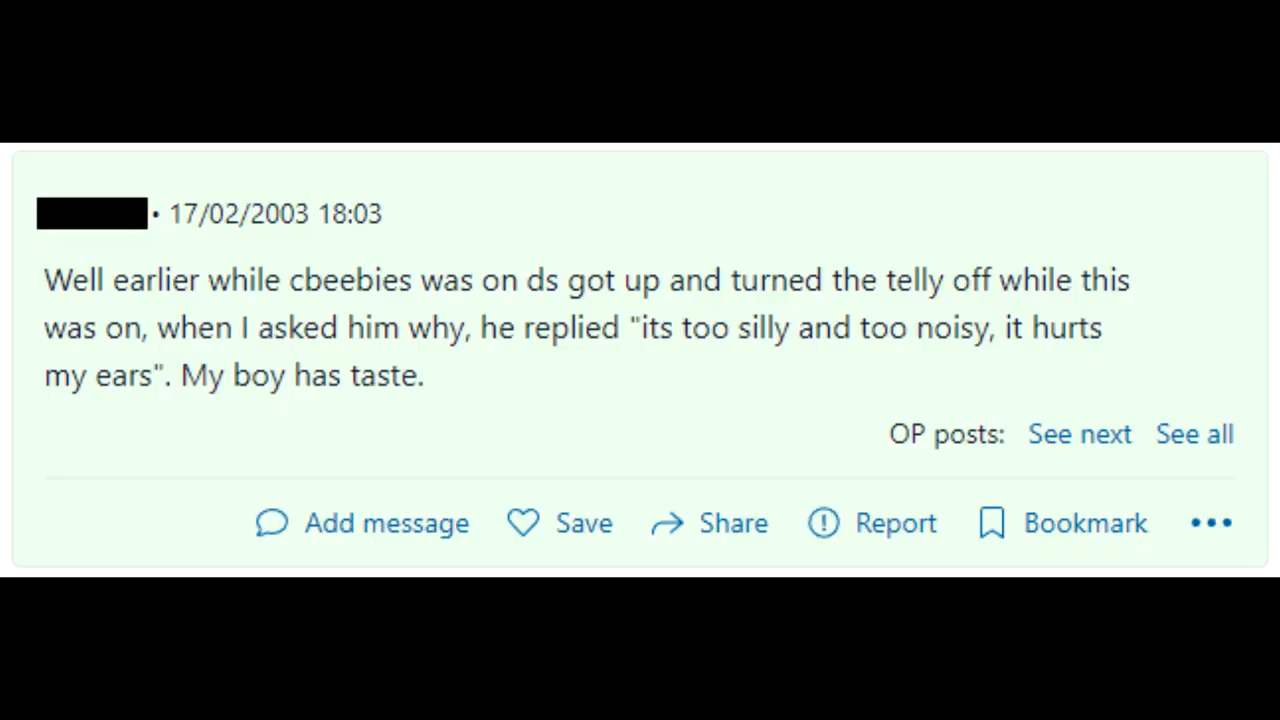 • 17/02/2003 18:03
Well earlier while cbeebies was on ds got up and turned the telly off while this
was on, when I asked him why, he replied "its too silly and too noisy, it hurts
my ears". My boy has taste.
OP posts: See next See all
Add message Save Share Report Bookmark •••